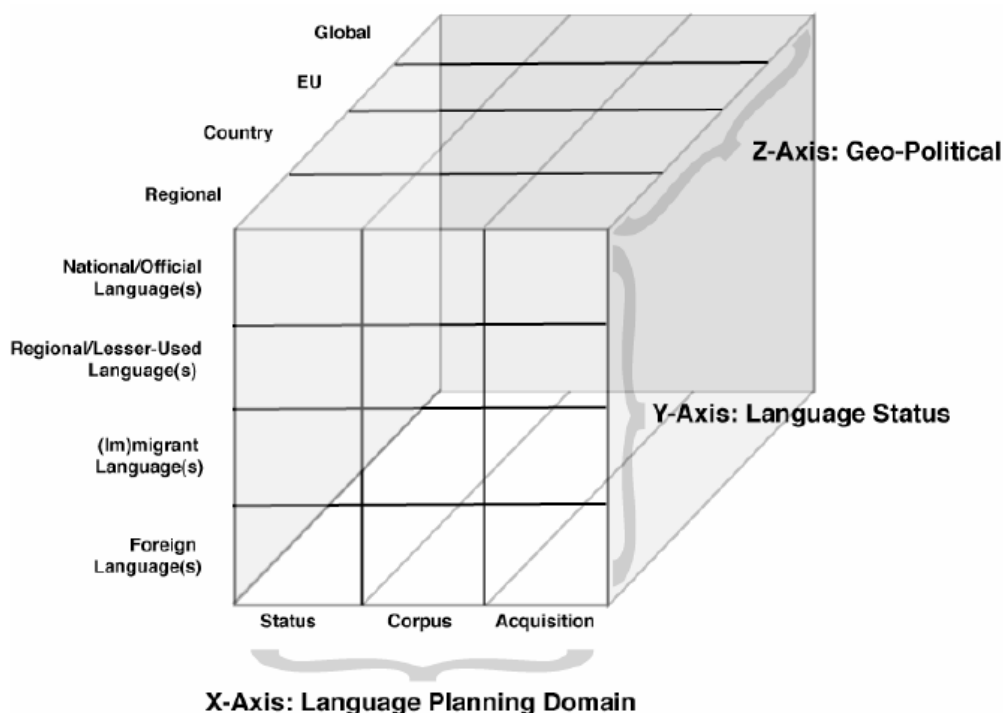 Global
EU
Country
Regional
Z-Axis: Geo-Political
National/Official
Language(s)
Regional/Lesser-Used
Language(s)
Y-Axis: Language Status
(Im)migrant
Language(s)
Foreign
Language(s)
Status Corpus Acquisition
X-Axis: Language Planning Domain